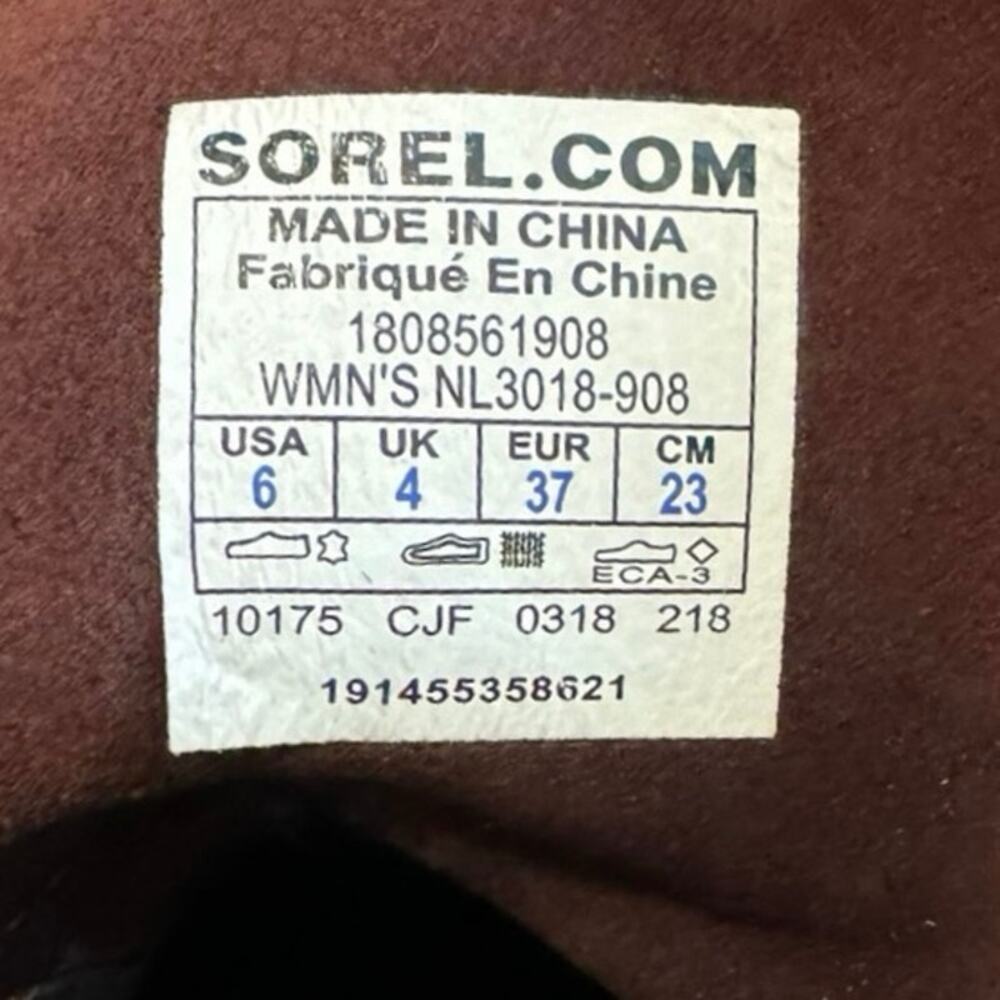 SOREL.COM
MADE IN CHINA
Fabriqué En Chine
1808561908
WMN'S NL3018-908
USA UK EUR CM
6 4 37 23
ECA-3
10175 CJF 0318 218
191455358621